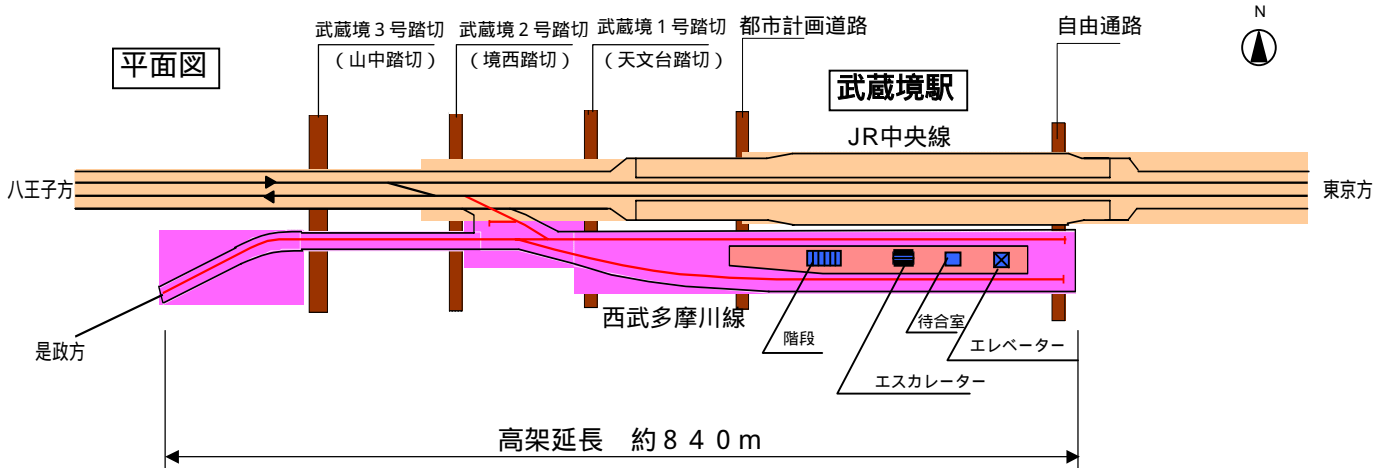 平面図
武蔵境３号踏切
（山中踏切）
武蔵境２号踏切
（境西踏切）
武蔵境１号踏切
（天文台踏切）
都市計画道路
自由通路
N
武蔵境駅
JR中央線
八王子方
東京方
西武多摩川線
是政方
階段
待合室
エレベーター
エスカレーター
高架延長　約８４０ｍ